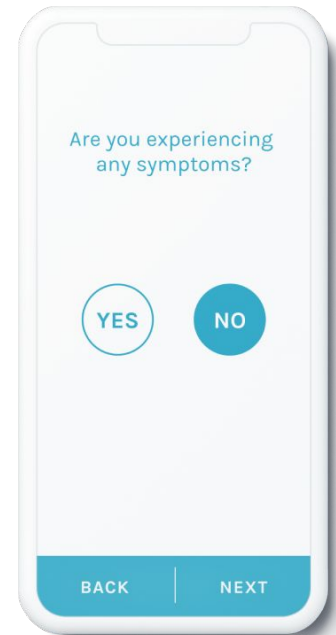 Are you experiencing
any symptoms?
YES NO
BACK NEXT